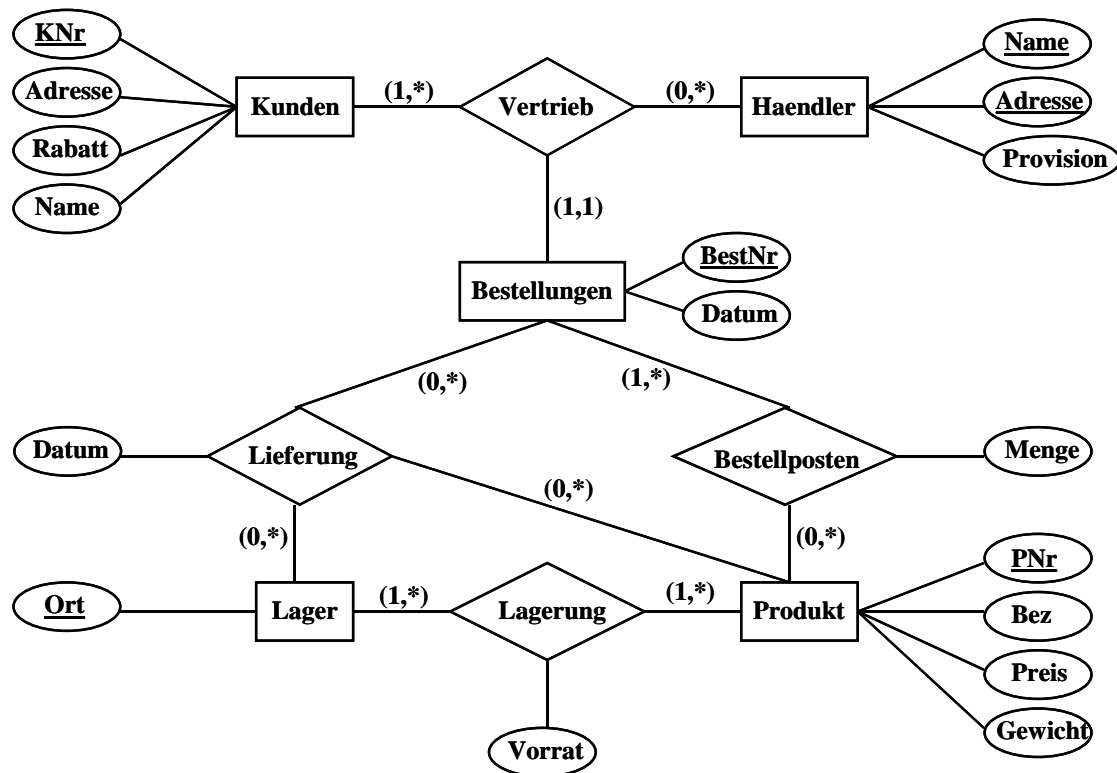 KNr
Name
Adresse
Kunden
(1,*)
Vertrieb
(0,*)
Haendler
Adresse
Rabatt
Provision
Name
(1,1)
BestNr
Bestellungen
Datum
(0,*)
(1,*)
Datum
Lieferung
Bestellposten
Menge
(0,*)
(0,*)
(0,*)
PNr
Ort
Lager
(1,*)
Lagerung
(1,*)
Produkt
Bez
Preis
Gewicht
Vorrat